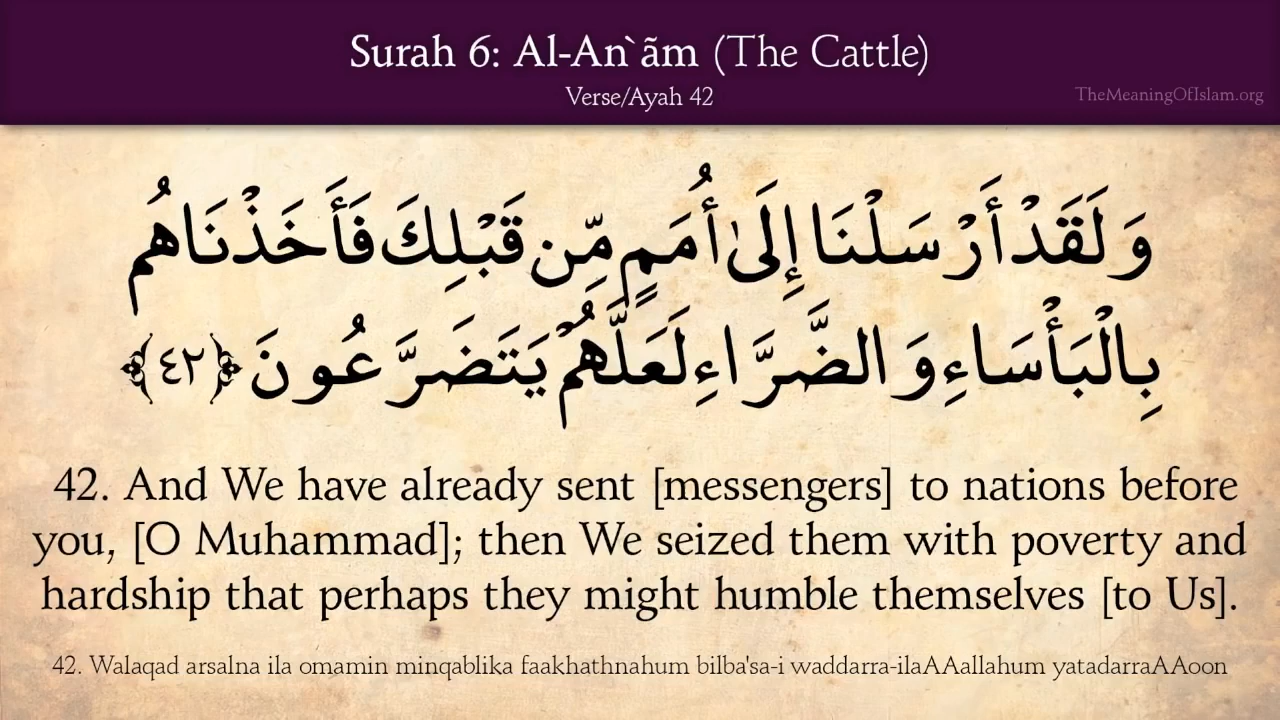 Surah 6: Al-An`ãm (The Cattle)
Verse/Ayah 42
TheMeaningOfIslam.org
وَلَقَدْ أَرْسَلْنَا إِلَىٰ أُمَمٍ مِّن قَبْلِكَ فَأَخَذْنَاهُم
بِالْبَأْسَاءِ وَالضَّرَّاءِ لَعَلَّهُمْ يَتَضَرَّعُونَ ﴿٤٢﴾
42. And We have already sent [messengers] to nations before
you, [O Muhammad]; then We seized them with poverty and
hardship that perhaps they might humble themselves [to Us].
42. Walaqad arsalna ila omamin minqablika faakhathnahum bilba'sa-i waddarra-ilaAAallahum yatadarraAAoon